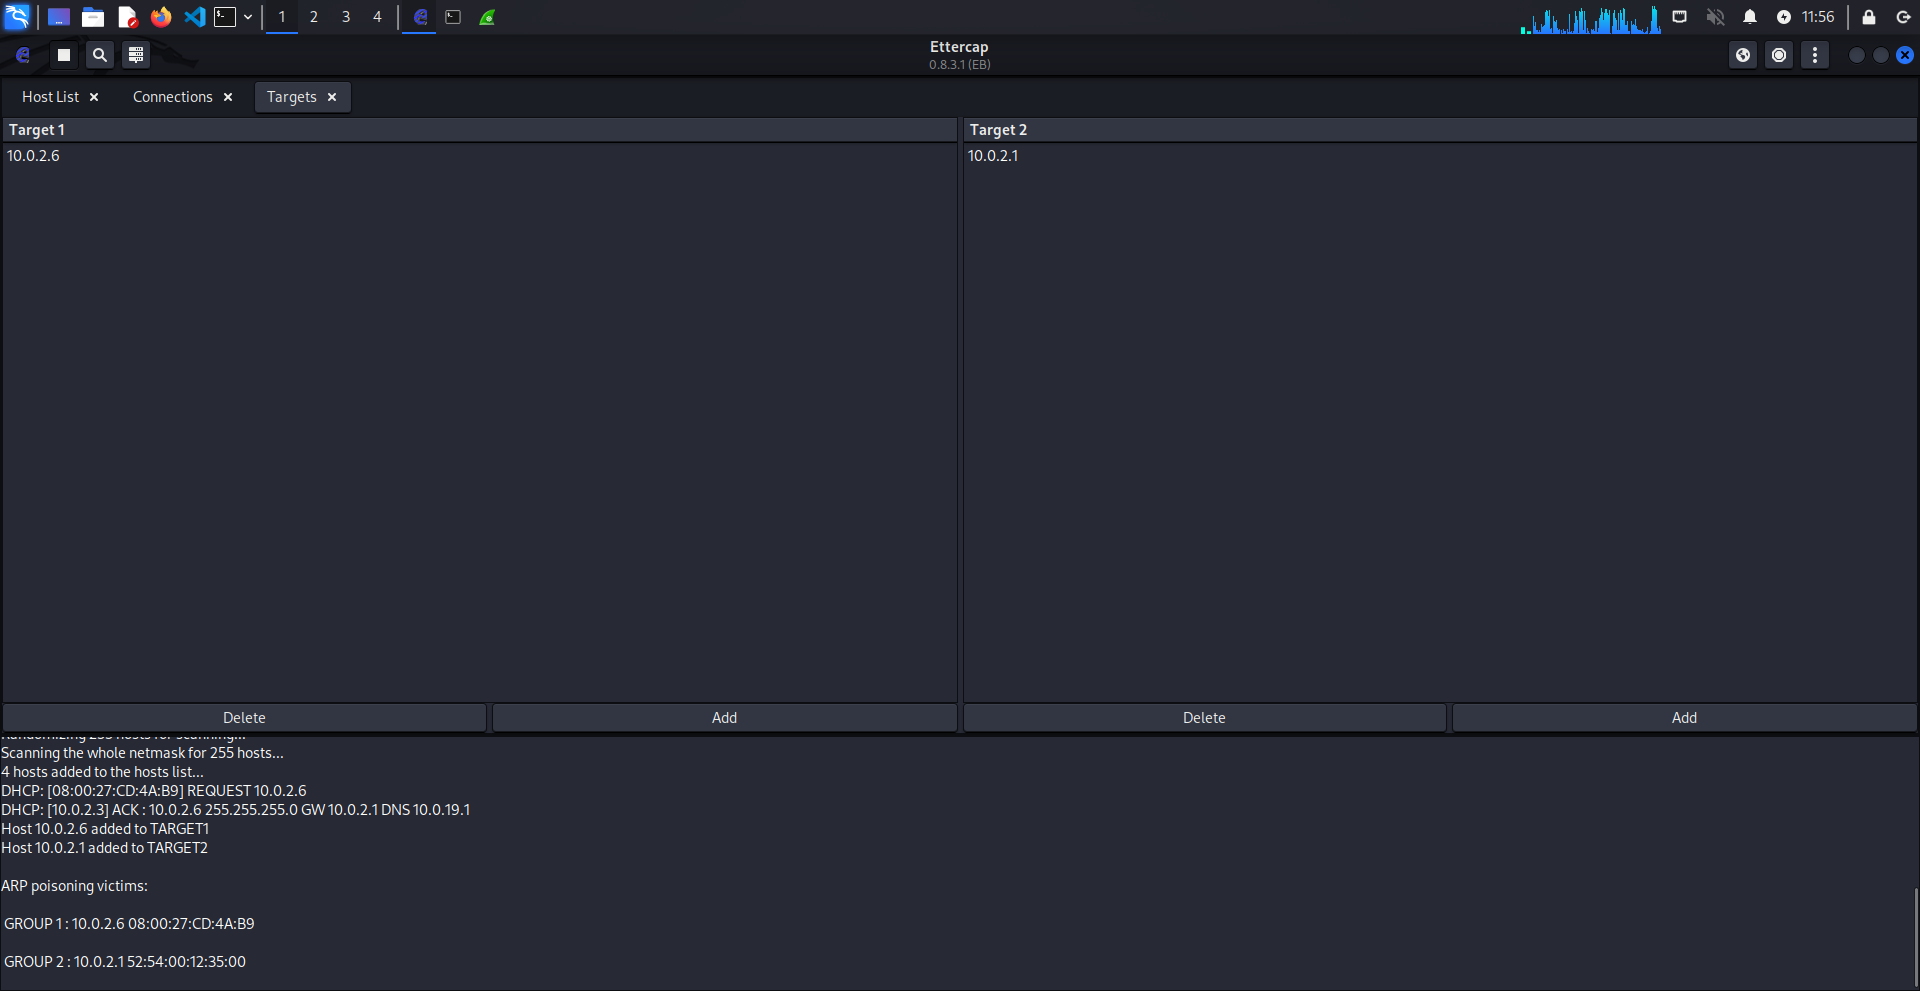 1 2 3 4
11:56
Ettercap
0.8.3.1 (EB)
Host List
Connections
Targets
Target 1
Target 2
10.0.2.6
10.0.2.1
Delete
Add
Delete
Add
Randomizing 255 hosts for scanning...
Scanning the whole netmask for 255 hosts...
4 hosts added to the hosts list...
DHCP: [08:00:27:CD:4A:B9] REQUEST 10.0.2.6
DHCP: [10.0.2.3] ACK : 10.0.2.6 255.255.255.0 GW 10.0.2.1 DNS 10.0.19.1
Host 10.0.2.6 added to TARGET1
Host 10.0.2.1 added to TARGET2
ARP poisoning victims:
GROUP 1 : 10.0.2.6 08:00:27:CD:4A:B9
GROUP 2 : 10.0.2.1 52:54:00:12:35:00